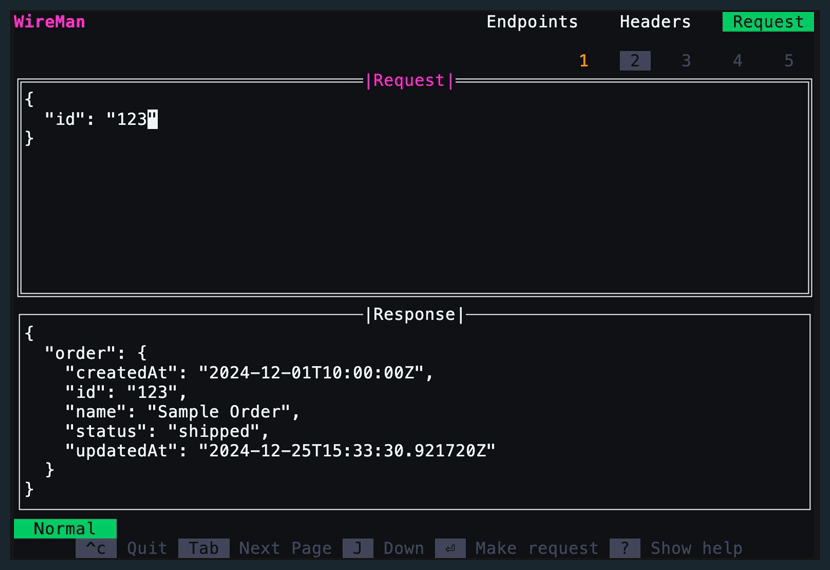 WireMan Endpoints Headers Request
1 2 3 4 5
|Request|
{
  "id": "123"
}
|Response|
{
  "order": {
    "createdAt": "2024-12-01T10:00:00Z",
    "id": "123",
    "name": "Sample Order",
    "status": "shipped",
    "updatedAt": "2024-12-25T15:33:30.921720Z"
  }
}
Normal
^c Quit Tab Next Page J Down ⏎ Make request ? Show help